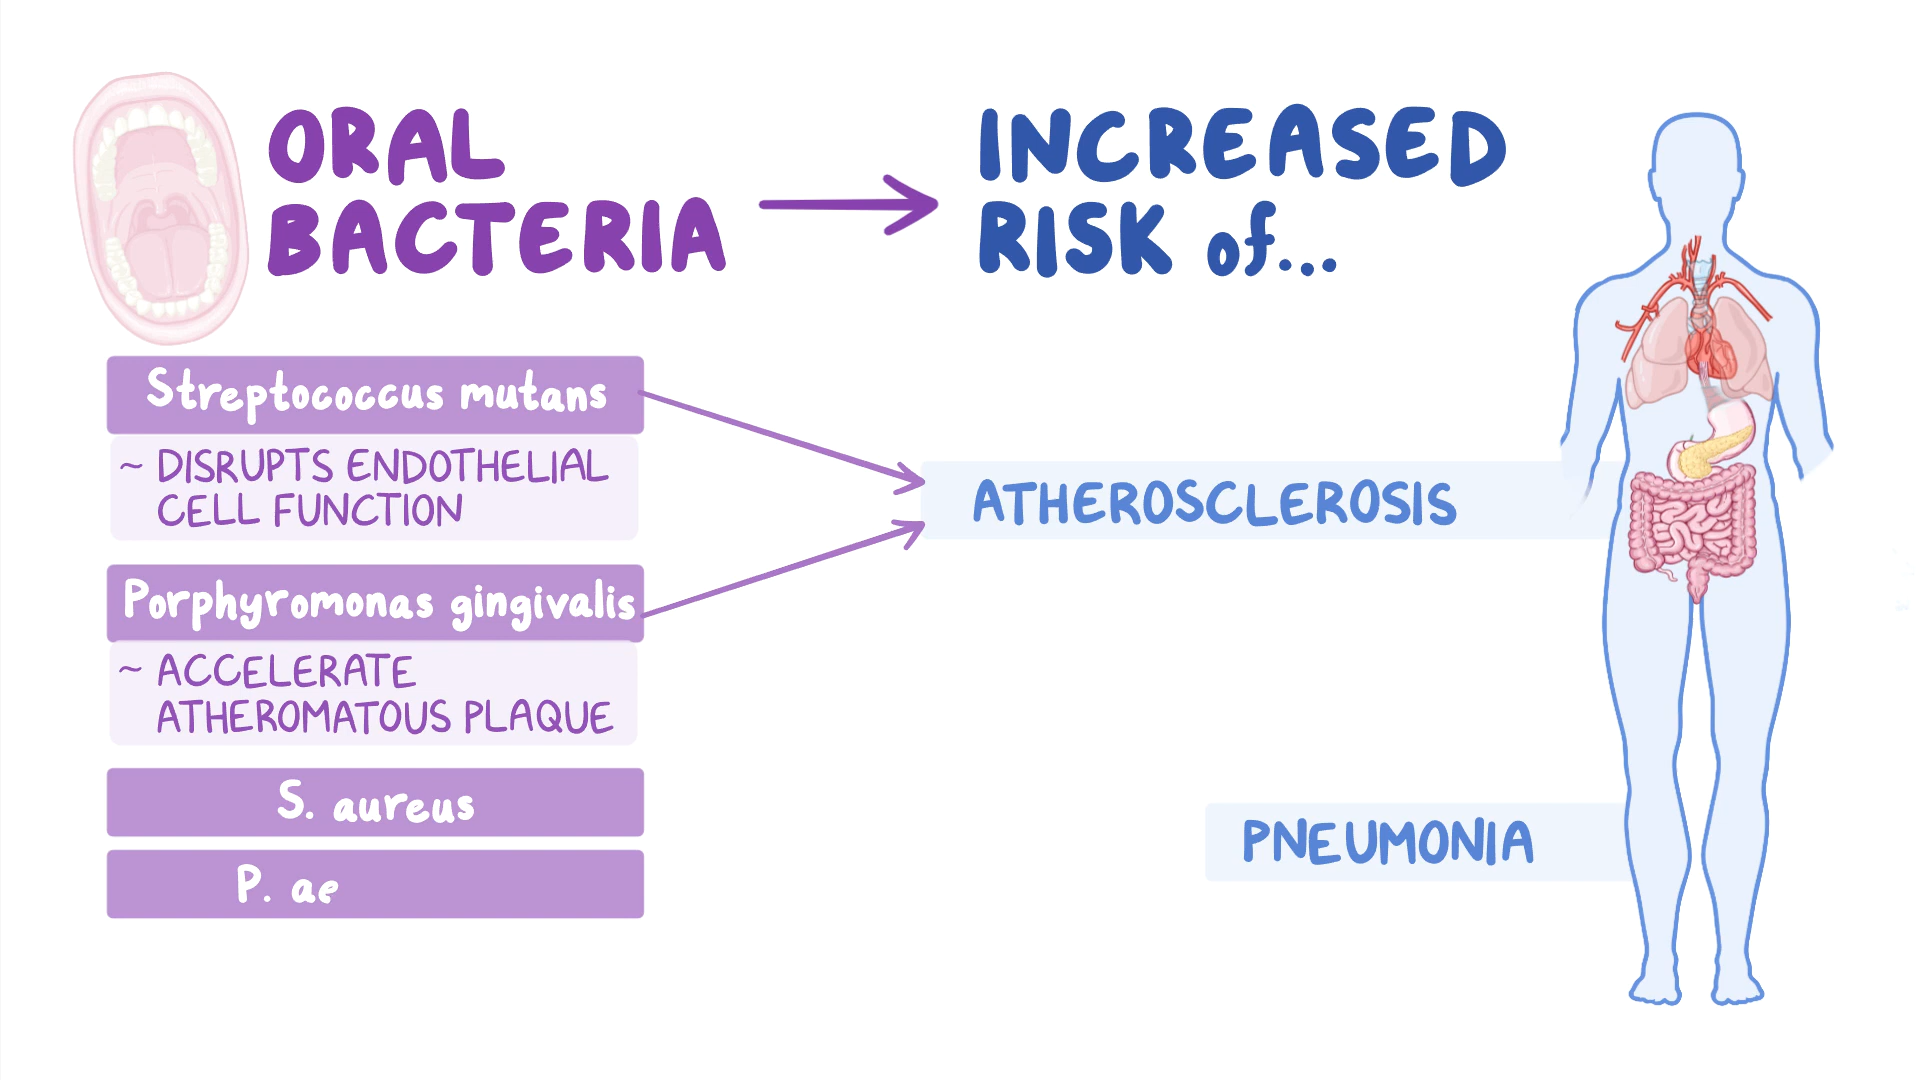 ORAL
BACTERIA
INCREASED
RISK of...
Streptococcus mutans
~ DISRUPTS ENDOTHELIAL
CELL FUNCTION
Porphyromonas gingivalis
~ ACCELERATE
ATHEROMATOUS PLAQUE
S. aureus
P. ae
ATHEROSCLEROSIS
PNEUMONIA